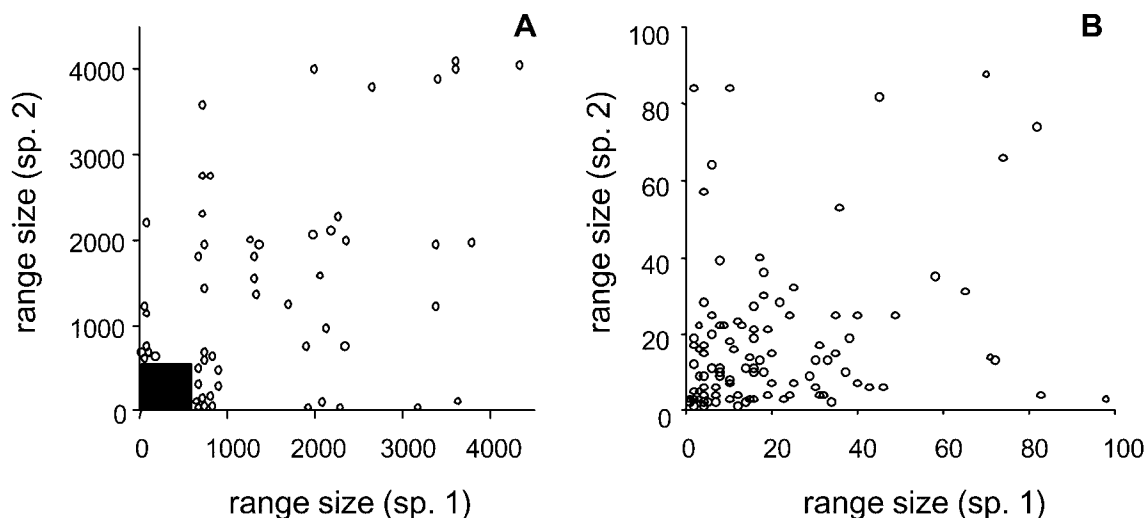 A
range size (sp. 2)
4000
3000
2000
1000
0
0 1000 2000 3000 4000
range size (sp. 1)
B
range size (sp. 2)
100
80
60
40
20
0
0 20 40 60 80 100
range size (sp. 1)